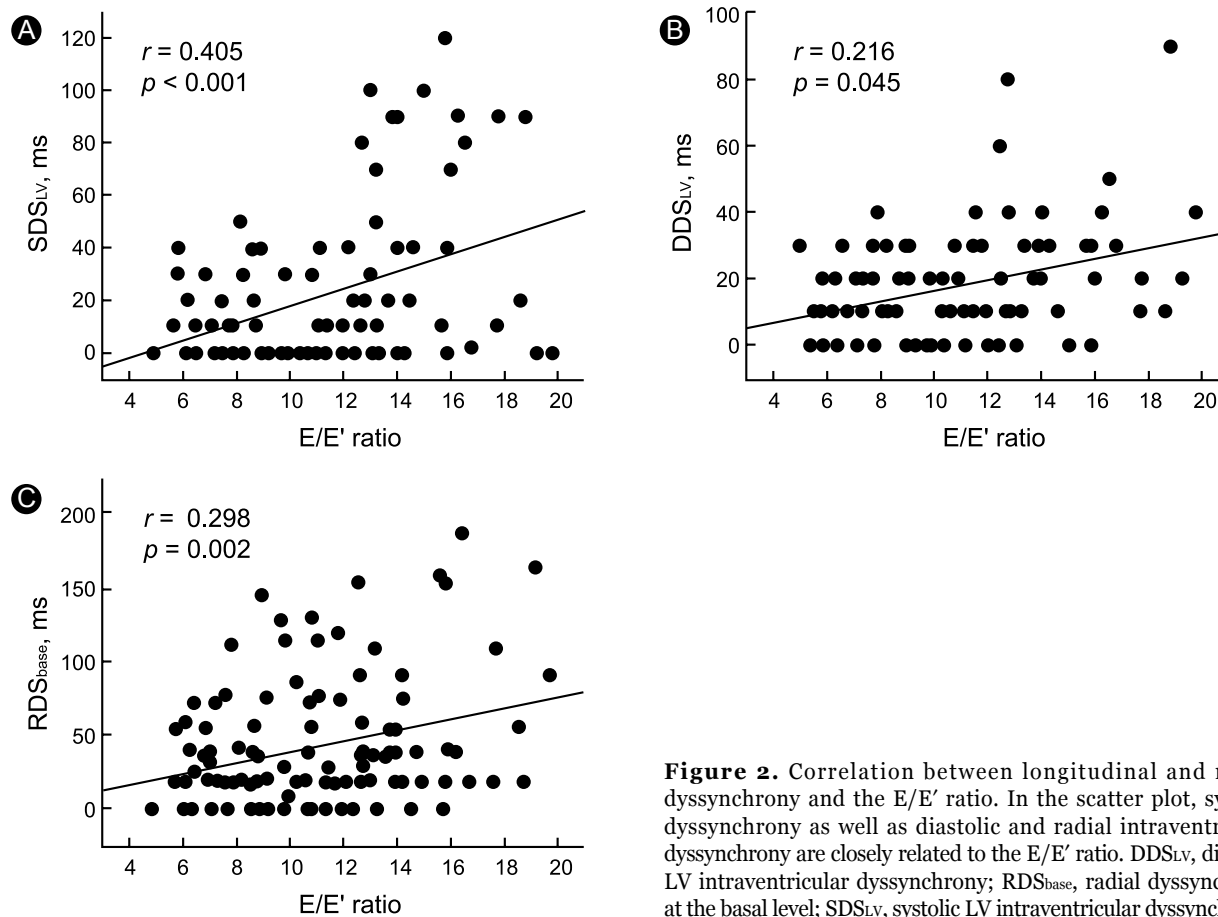 A
r = 0.405
p < 0.001
120
100
80
60
40
20
0
SDSLV, ms
4 6 8 10 12 14 16 18 20
E/E' ratio
B
r = 0.216
p = 0.045
100
80
60
40
20
0
DDSLV, ms
4 6 8 10 12 14 16 18 20
E/E' ratio
C
r = 0.298
p = 0.002
200
150
100
50
0
RDSbase, ms
4 6 8 10 12 14 16 18 20
E/E' ratio
Figure 2. Correlation between longitudinal and
dyssynchrony and the E/E′ ratio. In the scatter plot,
dyssynchrony as well as diastolic and radial
dyssynchrony are closely related to the E/E′ ratio. DDSLV,
LV intraventricular dyssynchrony; RDSbase, radial
at the basal level; SDSLV, systolic LV intraventricular